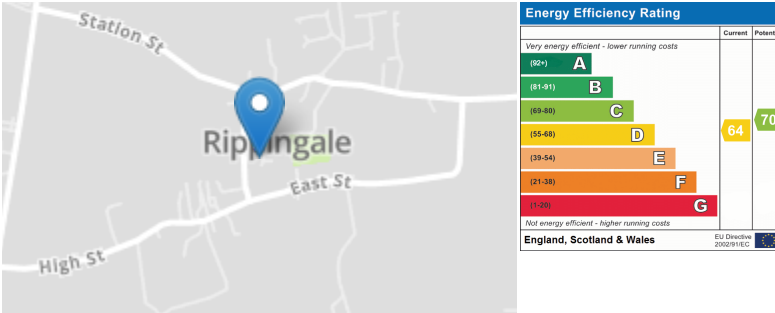 Station St
Rippingale
East St
High St
Energy Efficiency Rating
Current Poten
Very energy efficient - lower running costs
(92+) A
(81-91) B
(69-80) C
(55-68) D
(39-54) E
(21-38) F
(1-20) G
64
70
Not energy efficient - higher running costs
England, Scotland & Wales
EU Directive
2002/91/EC